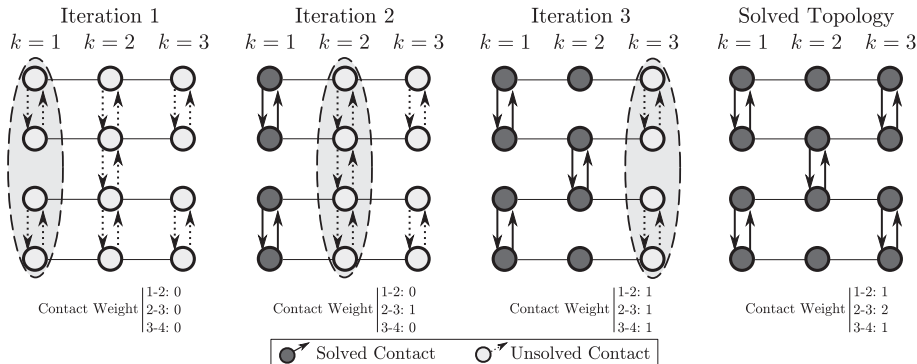 Iteration 1
Iteration 2
Iteration 3
Solved Topology
k = 1 k = 2 k = 3
k = 1 k = 2 k = 3
k = 1 k = 2 k = 3
k = 1 k = 2 k = 3
Contact Weight
1-2: 0
2-3: 0
3-4: 0
Contact Weight
1-2: 0
2-3: 1
3-4: 0
Contact Weight
1-2: 1
2-3: 1
3-4: 1
Contact Weight
1-2: 1
2-3: 2
3-4: 1
Solved Contact
Unsolved Contact